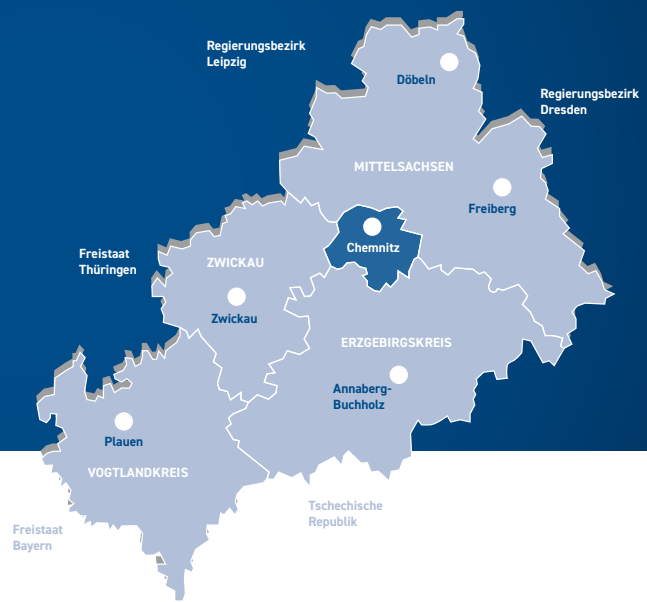 Regierungsbezirk
Leipzig
Döbeln
Regierungsbezirk
Dresden
MITTELSACHSEN
Freiberg
Chemnitz
Freistaat
Thüringen
ZWICKAU
Zwickau
ERZGEBIRGSKREIS
Annaberg-
Buchholz
Plauen
VOGTLANDKREIS
Tschechische
Republik
Freistaat
Bayern